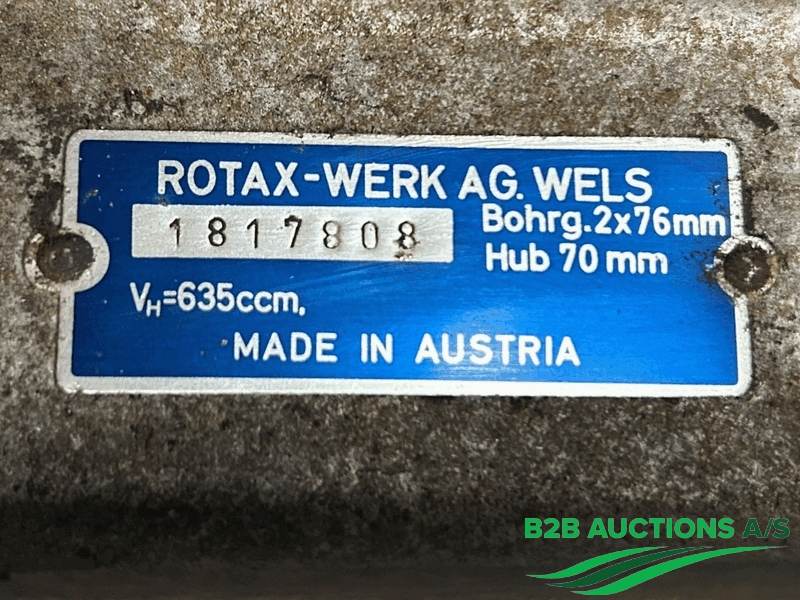 ROTAX-WERK AG. WELS
1817808
Bohrg. 2x76mm
Hub 70 mm
VH=635ccm,
MADE IN AUSTRIA
B2B AUCTIONS A/S